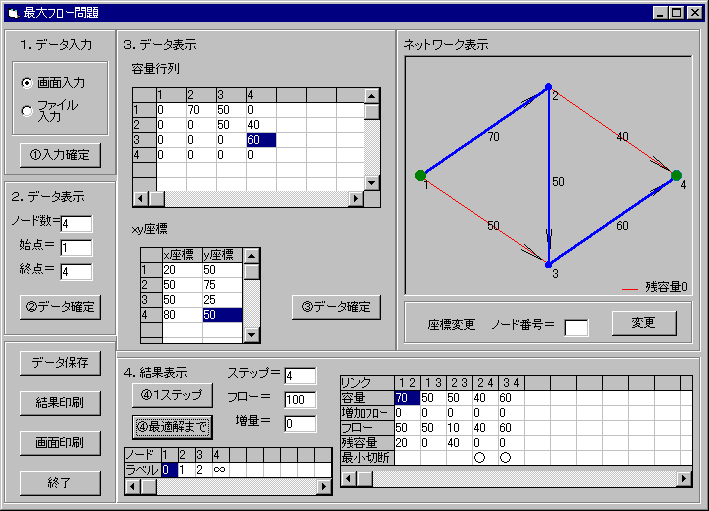 最大フロー問題
1. データ入力
画面入力
ファイル
入力
①入力確定
2. データ表示
ノード数= 4
始点= 1
終点= 4
②データ確定
データ保存
結果印刷
画面印刷
終了
3. データ表示
容量行列
1 2 3 4
1 0 70 50 0
2 0 0 50 40
3 0 0 0 60
4 0 0 0 0
xy座標
x座標 y座標
1 20 50
2 50 75
3 50 25
4 80 50
③データ確定
ネットワーク表示
2
70
40
1
50
4
50
60
3
残容量0
座標変更 ノード番号=
変更
4. 結果表示
④1ステップ
④最適解まで
ステップ= 4
フロー= 100
増量= 0
ノード 1 2 3 4
ラベル 0 1 2 ∞
リンク 1 2 1 3 2 3 2 4 3 4
容量 70 50 50 40 60
増加フロー 0 0 0 0 0
フロー 50 50 10 40 60
残容量 20 0 40 0 0
最小切断 ○ ○